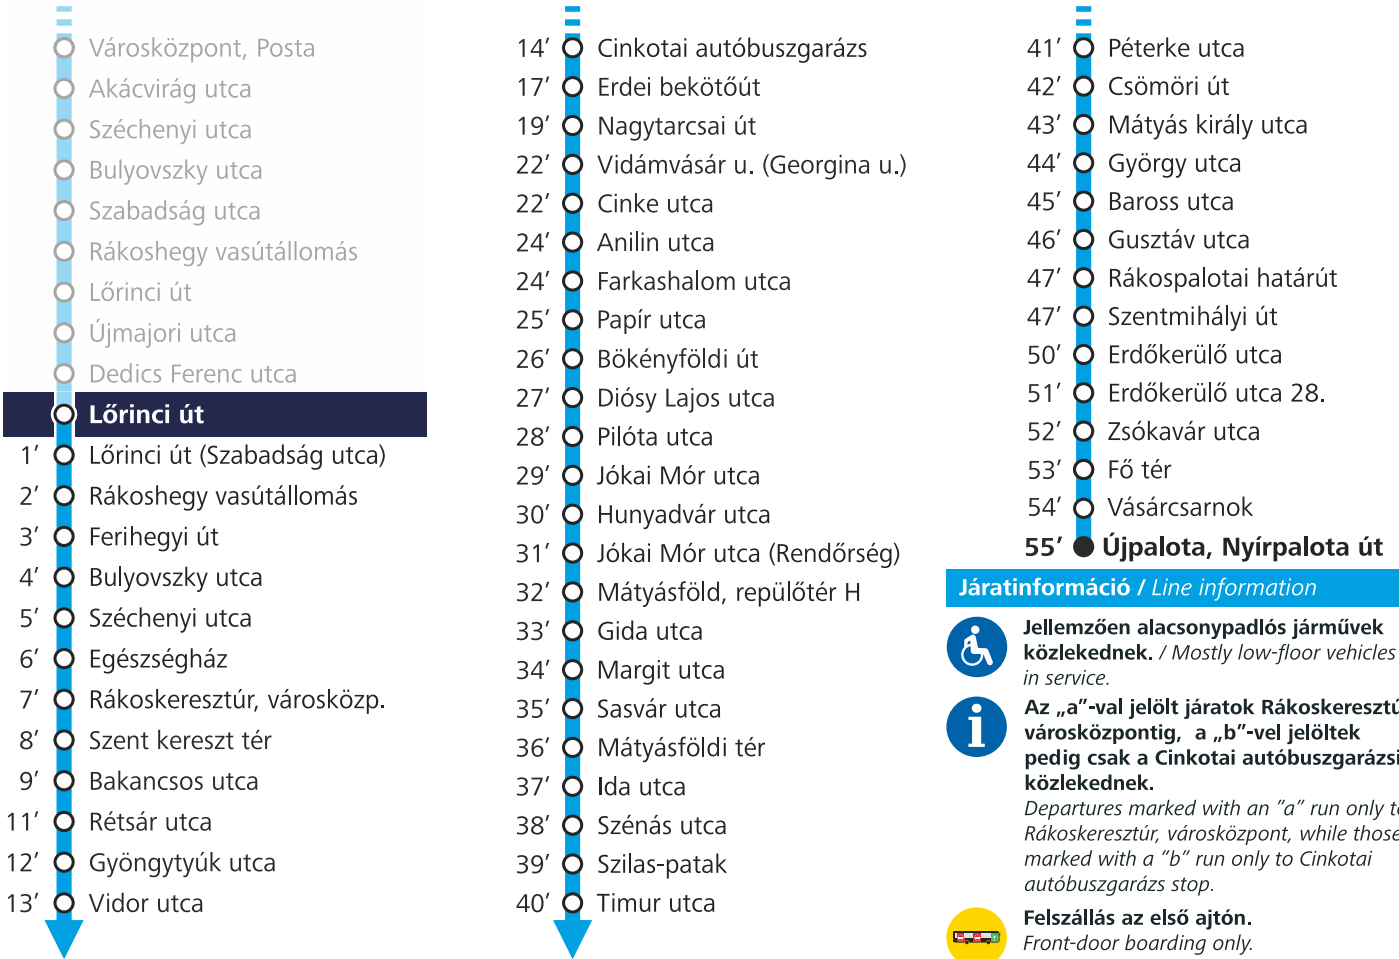 Városközpont, Posta
Akácvirág utca
Széchenyi utca
Bulyovszky utca
Szabadság utca
Rákoshegy vasútállomás
Lőrinci út
Újmajori utca
Dedics Ferenc utca
Lőrinci út
1’ Lőrinci út (Szabadság utca)
2’ Rákoshegy vasútállomás
3’ Ferihegyi út
4’ Bulyovszky utca
5’ Széchenyi utca
6’ Egészségház
7’ Rákoskeresztúr, városközp.
8’ Szent kereszt tér
9’ Bakancsos utca
11’ Rétsár utca
12’ Gyöngytyúk utca
13’ Vidor utca
14’ Cinkotai autóbuszgarázs
17’ Erdei bekötőút
19’ Nagytarcsai út
22’ Vidámvásár u. (Georgina u.)
22’ Cinke utca
24’ Anilin utca
24’ Farkashalom utca
25’ Papír utca
26’ Bökényföldi út
27’ Diósy Lajos utca
28’ Pilóta utca
29’ Jókai Mór utca
30’ Hunyadvár utca
31’ Jókai Mór utca (Rendőrség)
32’ Mátyásföld, repülőtér H
33’ Gida utca
34’ Margit utca
35’ Sasvár utca
36’ Mátyásföldi tér
37’ Ida utca
38’ Szénás utca
39’ Szilas-patak
40’ Timur utca
41’ Péterke utca
42’ Csömöri út
43’ Mátyás király utca
44’ György utca
45’ Baross utca
46’ Gusztáv utca
47’ Rákospalotai határút
47’ Szentmihályi út
50’ Erdőkerülő utca
51’ Erdőkerülő utca 28.
52’ Zsókavár utca
53’ Fő tér
54’ Vásárcsarnok
55’ Újpalota, Nyírpalota út
Járatinformáció / Line information
Jellemzően alacsonypadlós járművek
közlekednek. / Mostly low-floor vehicles
in service.
Az „a”-val jelölt járatok Rákoskeresztú
városközpontig, a „b”-vel jelöltek
pedig csak a Cinkotai autóbuszgarázsi
közlekednek.
Departures marked with an ”a” run only t
Rákoskeresztúr, városközpont, while those
marked with a ”b” run only to Cinkotai
autóbuszgarázs stop.
Felszállás az első ajtón.
Front-door boarding only.